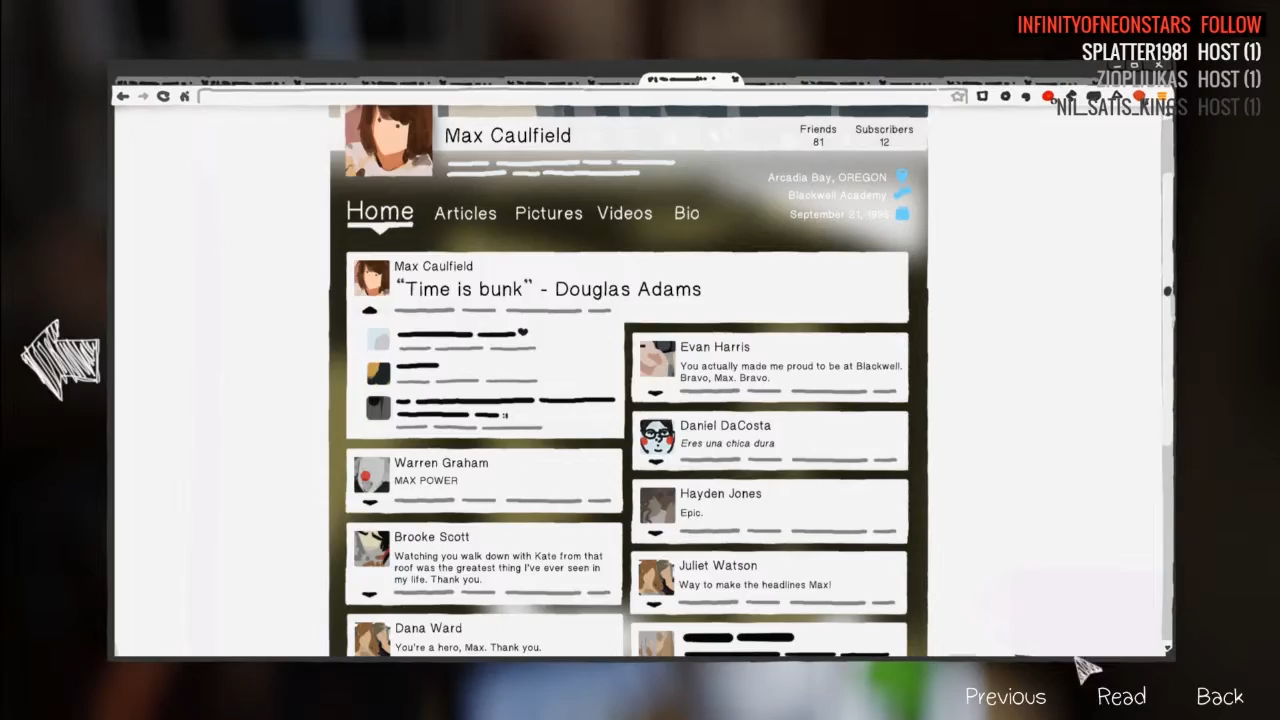 INFINITYOFNEONSTARS FOLLOW
SPLATTER1981 HOST (1)
ZIOPLIUKAS HOST (1)
NIL_SATIS_KINGS HOST (1)
Max Caulfield
Friends
81
Subscribers
12
Arcadia Bay, OREGON
Blackwell Academy
September 21, 1995
Home Articles Pictures Videos Bio
Max Caulfield
“Time is bunk” - Douglas Adams
Warren Graham
MAX POWER
Brooke Scott
Watching you walk down with Kate from that
roof was the greatest thing I've ever seen in
my life. Thank you.
Dana Ward
You're a hero, Max. Thank you.
Evan Harris
You actually made me proud to be at Blackwell.
Bravo, Max. Bravo.
Daniel DaCosta
Eres una chica dura
Hayden Jones
Epic.
Juliet Watson
Way to make the headlines Max!
Previous Read Back